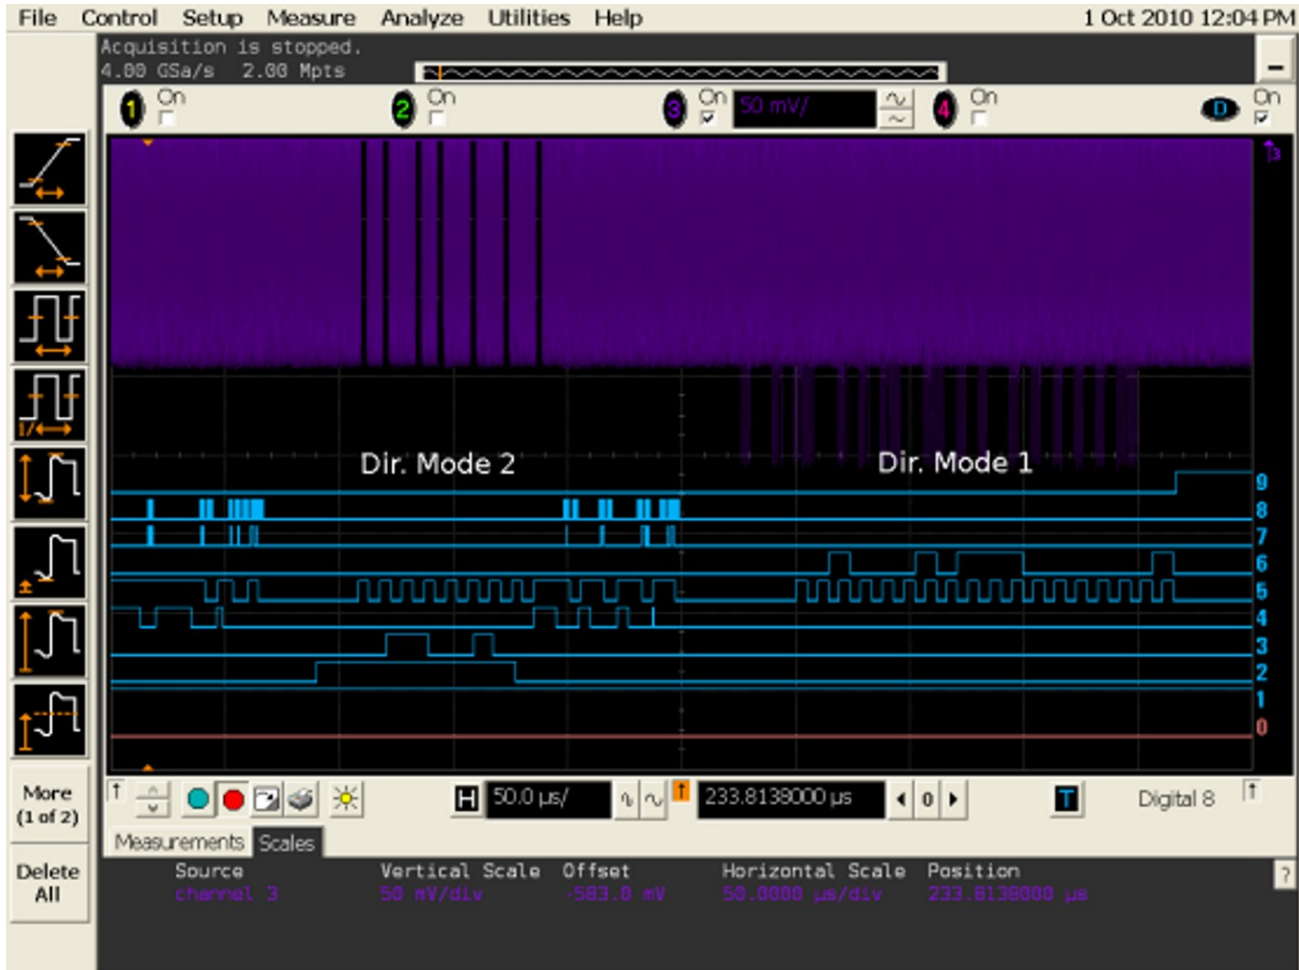 File Control Setup Measure Analyze Utilities Help 1 Oct 2010 12:04 PM
Acquisition is stopped.
4.00 GSa/s 2.00 Mpts
1 On 2 On 3 On 50 mV/ 4 On D On
3
Dir. Mode 2 Dir. Mode 1
9
8
7
6
5
4
3
2
1
0
1/
More
(1 of 2)
Delete
All
H 50.0 µs/ 233.8138000 µs 0 T Digital 8
Measurements Scales
Source Vertical Scale Offset Horizontal Scale Position
channel 3 50 mV/div -583.0 mV 50.0000 µs/div 233.8138000 µs
?